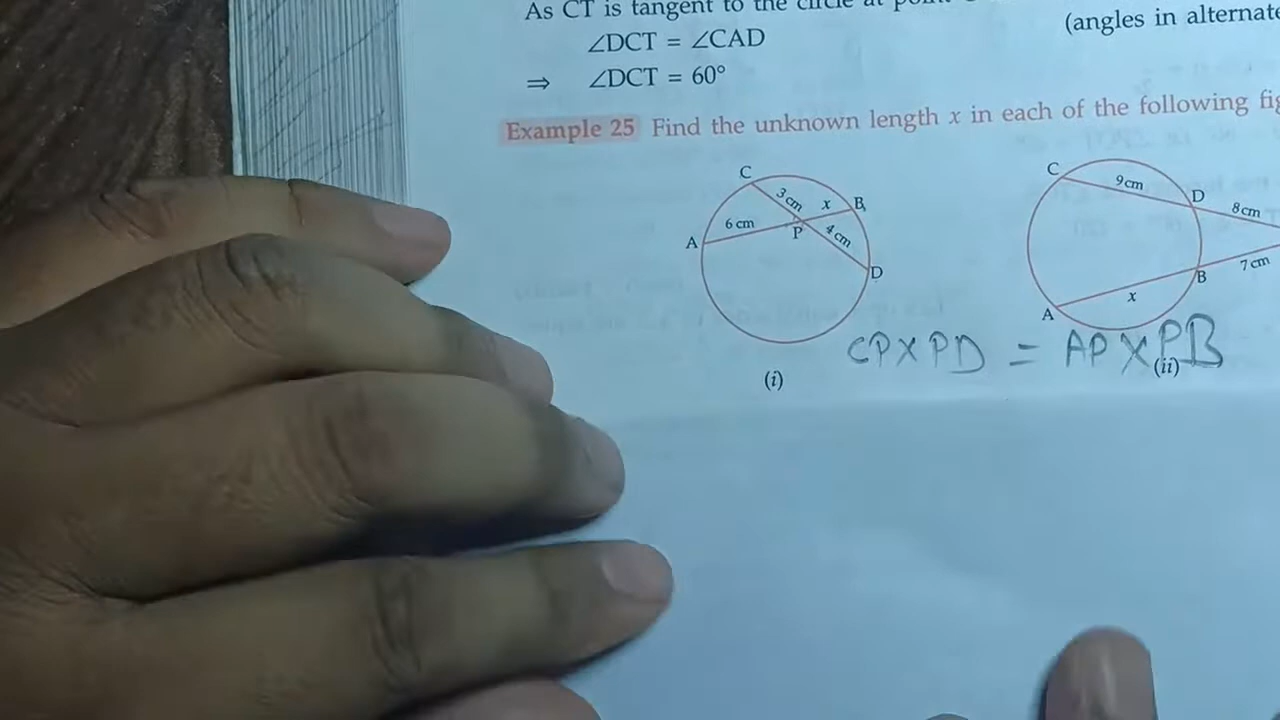 As CT is tangent to the circle at point
(angles in alternate
∠DCT = ∠CAD
⇒ ∠DCT = 60°
Example 25 Find the unknown length x in each of the following fig
C
3 cm
x
B
6 cm
P
4 cm
A
D
(i)
C
9 cm
D
8 cm
B
7 cm
x
A
(ii)
CP X PD = AP X PB